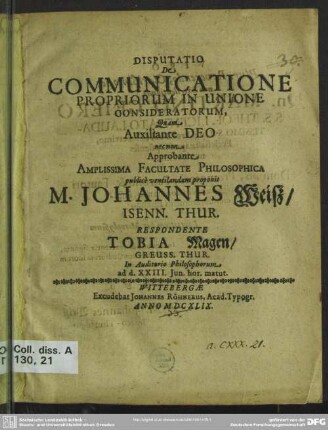 DISPUTATIO
De
COMMUNICATIONE
PROPRIORUM IN UNIONE
CONSIDERATORUM,
Quam
Auxiliante DEO
necnon
Approbante
AMPLISSIMA FACULTATE PHILOSOPHICA
publicè ventilandam proponit
M. JOHANNES Weiß/
ISENN. THUR.
RESPONDENTE
TOBIA Magen/
GREUSS. THUR.
In Auditorio Philosophorum
ad d. XXIII. Jun. hor. matut.
WITTEBERGÆ
Excudebat JOHANNES RÖHNERUS, Acad. Typogr.
ANNO MDCXLIX.
Coll. diss. A
130, 21